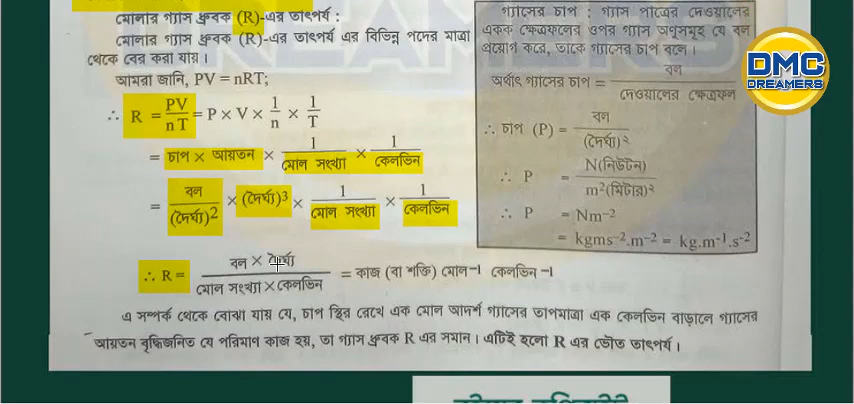 মোলার গ্যাস ধ্রুবক (R)-এর তাৎপর্য :
মোলার গ্যাস ধ্রুবক (R)-এর তাৎপর্য এর বিভিন্ন পদের মাত্রা
থেকে বের করা যায়।
আমরা জানি, PV = nRT;
∴ R = PV/nT = P × V × 1/n × 1/T
= চাপ × আয়তন × 1/মোল সংখ্যা × 1/কেলভিন
= বল/(দৈর্ঘ্য)² × (দৈর্ঘ্য)³ × 1/মোল সংখ্যা × 1/কেলভিন
∴ R = বল × দৈর্ঘ্য/মোল সংখ্যা × কেলভিন = কাজ (বা শক্তি) মোল⁻¹ কেলভিন⁻¹
গ্যাসের চাপ : গ্যাস পাত্রের দেওয়ালের
একক ক্ষেত্রফলের ওপর গ্যাস অণুসমূহ যে বল
প্রয়োগ করে, তাকে গ্যাসের চাপ বলে।
অর্থাৎ গ্যাসের চাপ = বল/দেওয়ালের ক্ষেত্রফল
∴ চাপ (P) = বল/(দৈর্ঘ্য)²
∴ P = N(নিউটন)/m²(মিটার)²
∴ P = Nm⁻²
= kgms⁻².m⁻² = kg.m⁻¹.s⁻²
DMC
DREAMERS
এ সম্পর্ক থেকে বোঝা যায় যে, চাপ স্থির রেখে এক মোল আদর্শ গ্যাসের তাপমাত্রা এক কেলভিন বাড়ালে গ্যাসের
আয়তন বৃদ্ধিজনিত যে পরিমাণ কাজ হয়, তা গ্যাস ধ্রুবক R এর সমান। এটিই হলো R এর ভৌত তাৎপর্য।